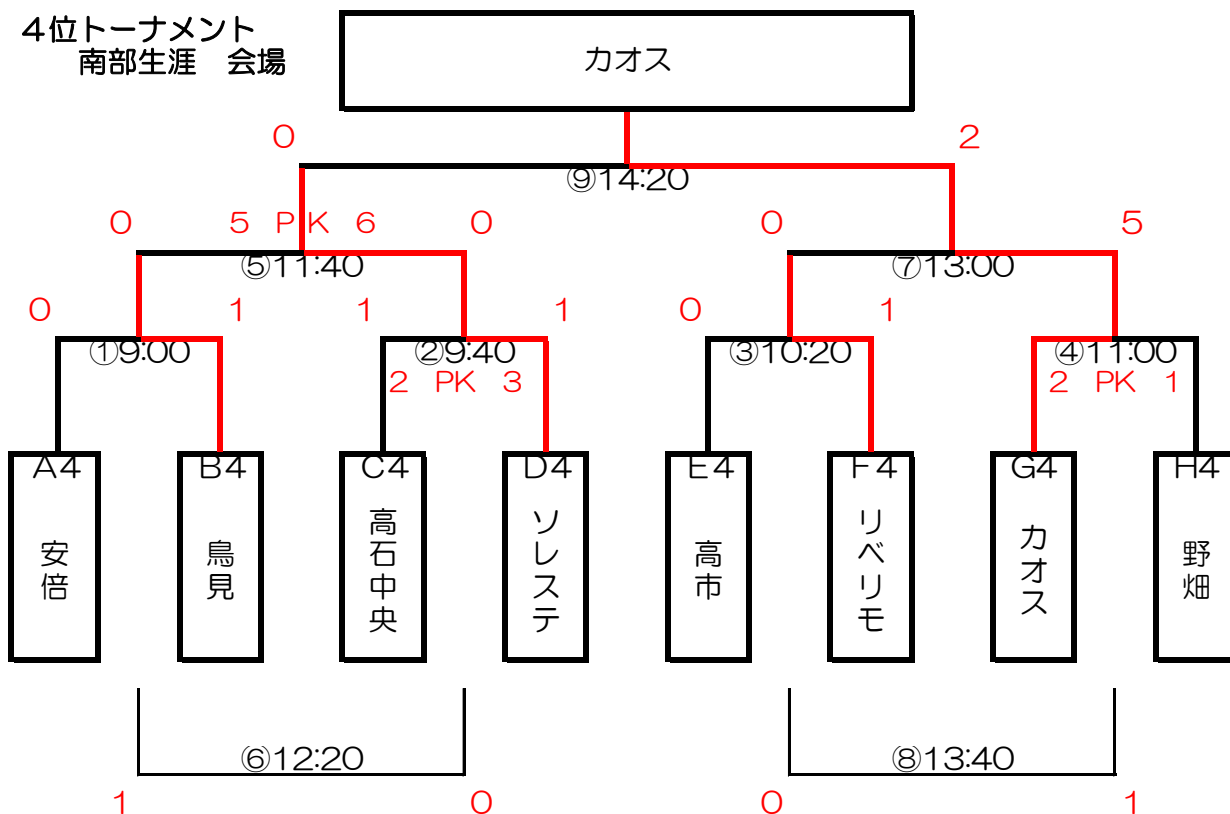 4位トーナメント
南部生涯　会場
カオス
0 2
⑨14:20
0 5 PK 6 0 0 5
⑤11:40 ⑦13:00
0 1 1 1 0 1
①9:00 ②9:40 ③10:20 ④11:00
2 PK 3 2 PK 1
A4 B4 C4 D4 E4 F4 G4 H4
安倍
鳥見
高石中央
ソレステ
高市
リベリモ
カオス
野畑
⑥12:20 ⑧13:40
1 0 0 1